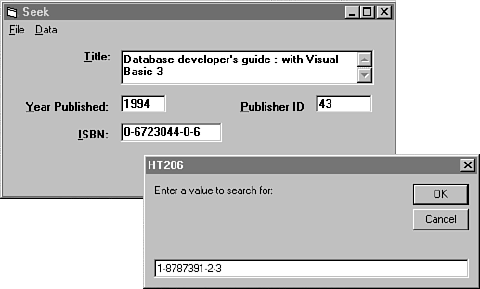 Seek
File Data
Title: Database developer's guide : with Visual
Basic 3
Year Published: 1994 Publisher ID 43
ISBN: 0-6723044-0-6
HT206
Enter a value to search for:
OK
Cancel
1-8787391-2-3